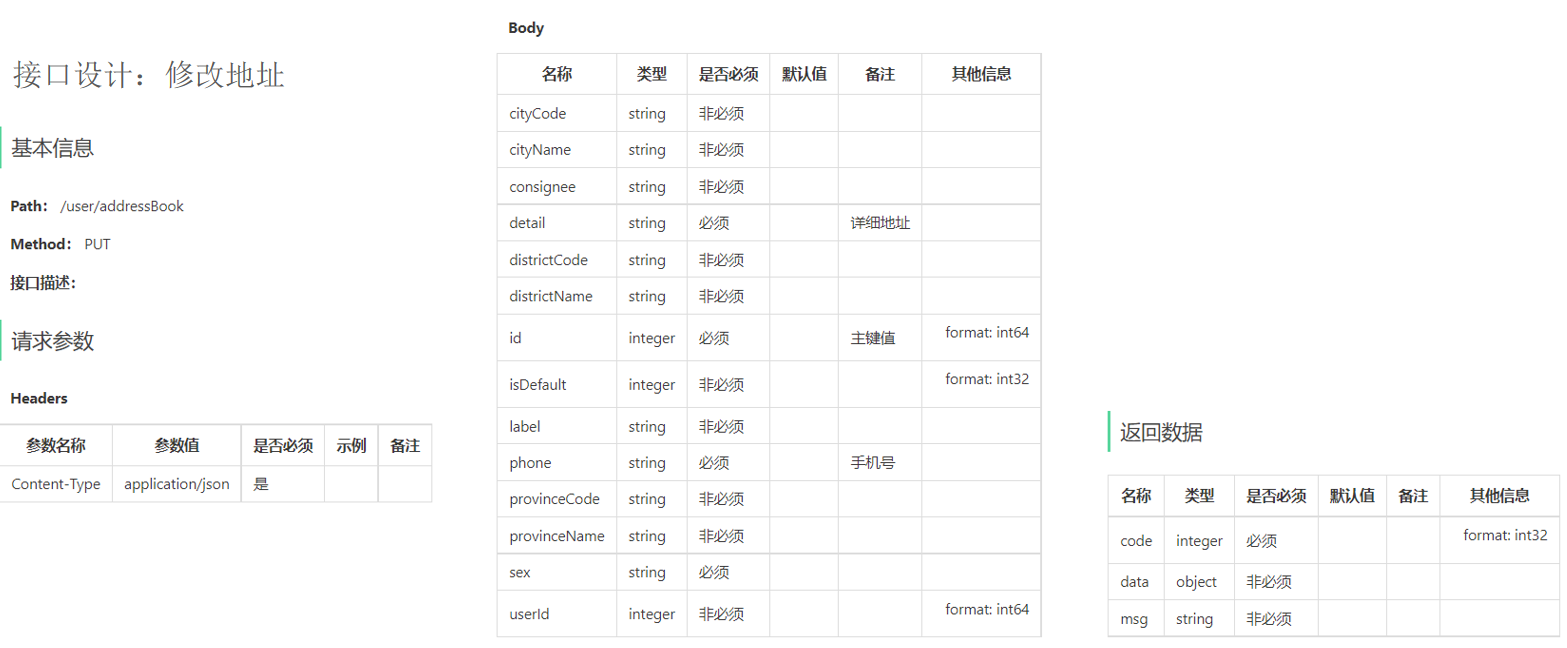 接口设计：修改地址
基本信息
Path： /user/addressBook
Method： PUT
接口描述：
请求参数
Headers
参数名称 参数值 是否必须 示例 备注
Content-Type application/json 是
Body
名称 类型 是否必须 默认值 备注 其他信息
cityCode string 非必须
cityName string 非必须
consignee string 非必须
detail string 必须 详细地址
districtCode string 非必须
districtName string 非必须
id integer 必须 主键值 format: int64
isDefault integer 非必须 format: int32
label string 非必须
phone string 必须 手机号
provinceCode string 非必须
provinceName string 非必须
sex string 必须
userId integer 非必须 format: int64
返回数据
名称 类型 是否必须 默认值 备注 其他信息
code integer 必须 format: int32
data object 非必须
msg string 非必须